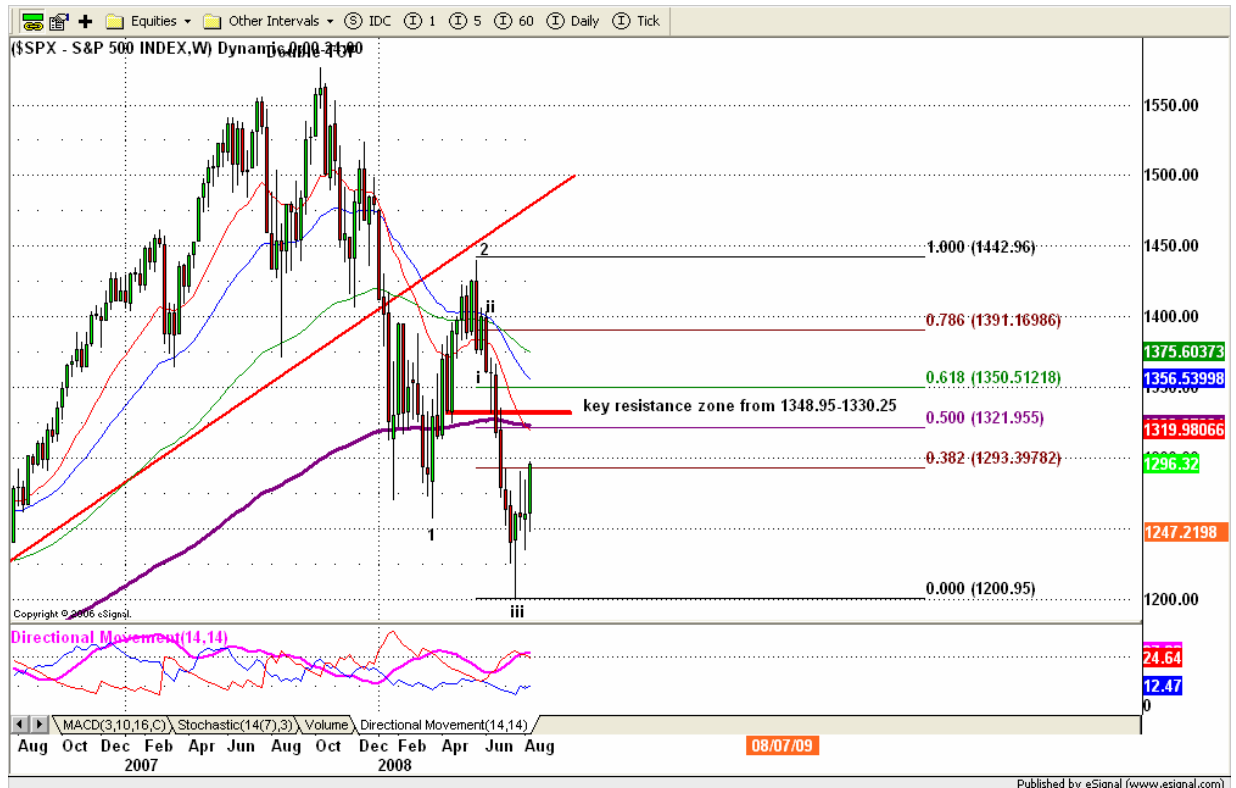 Equities Other Intervals IDC 1 5 60 Daily Tick
($SPX - S&P 500 INDEX,W) Dynamic,0:00-24:00
Double TOP
1550.00
1500.00
1450.00
2
1.000 (1442.96)
ii
1400.00
0.786 (1391.16986)
1375.60373
i
0.618 (1350.51218)
1356.53998
key resistance zone from 1348.95-1330.25
0.500 (1321.955)
1319.98066
0.382 (1293.39782)
1296.32
1
1247.2198
0.000 (1200.95)
1200.00
iii
Copyright © 2006 eSignal.
Directional Movement(14,14)
24.64
12.47
0
MACD(3,10,16,C) Stochastic(14(7),3) Volume Directional Movement(14,14)
Aug Oct Dec Feb Apr Jun Aug Oct Dec Feb Apr Jun Aug 08/07/09
2007 2008
Published by eSignal (www.esignal.com)